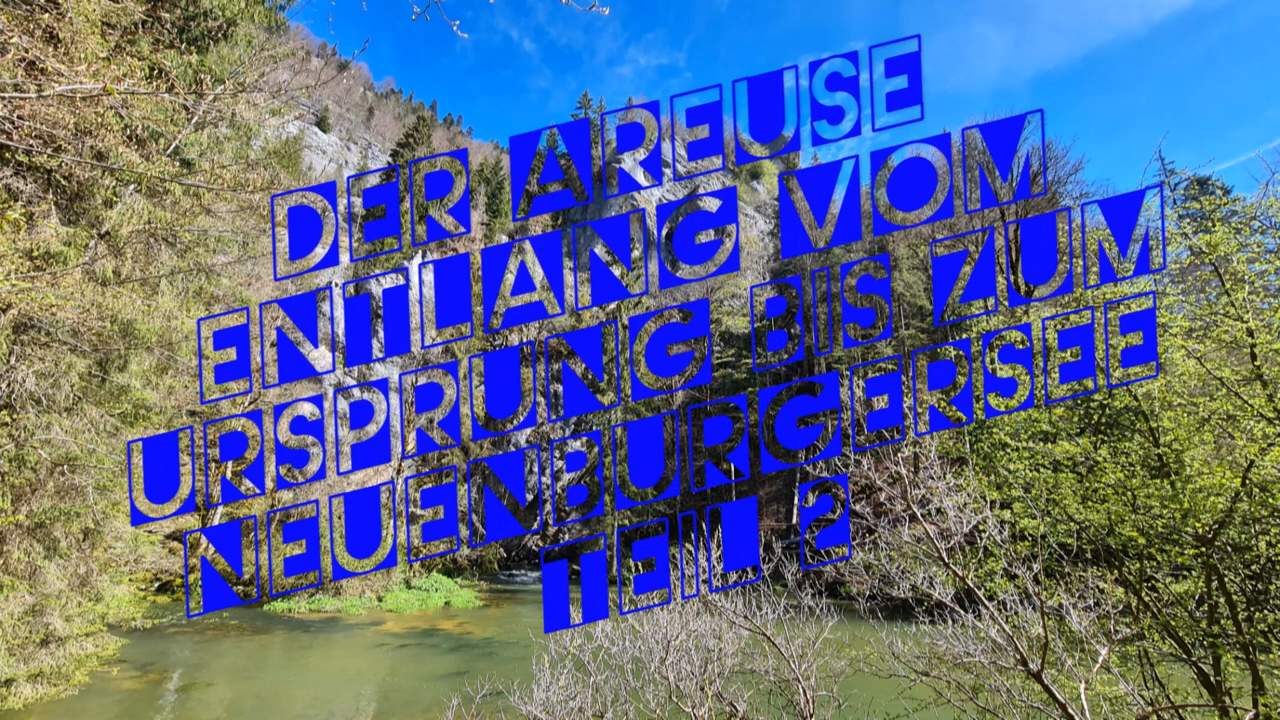 DER AREUSE
ENTLANG VOM
URSPRUNG BIS ZUM
NEUENBURGERSEE
TEIL 2